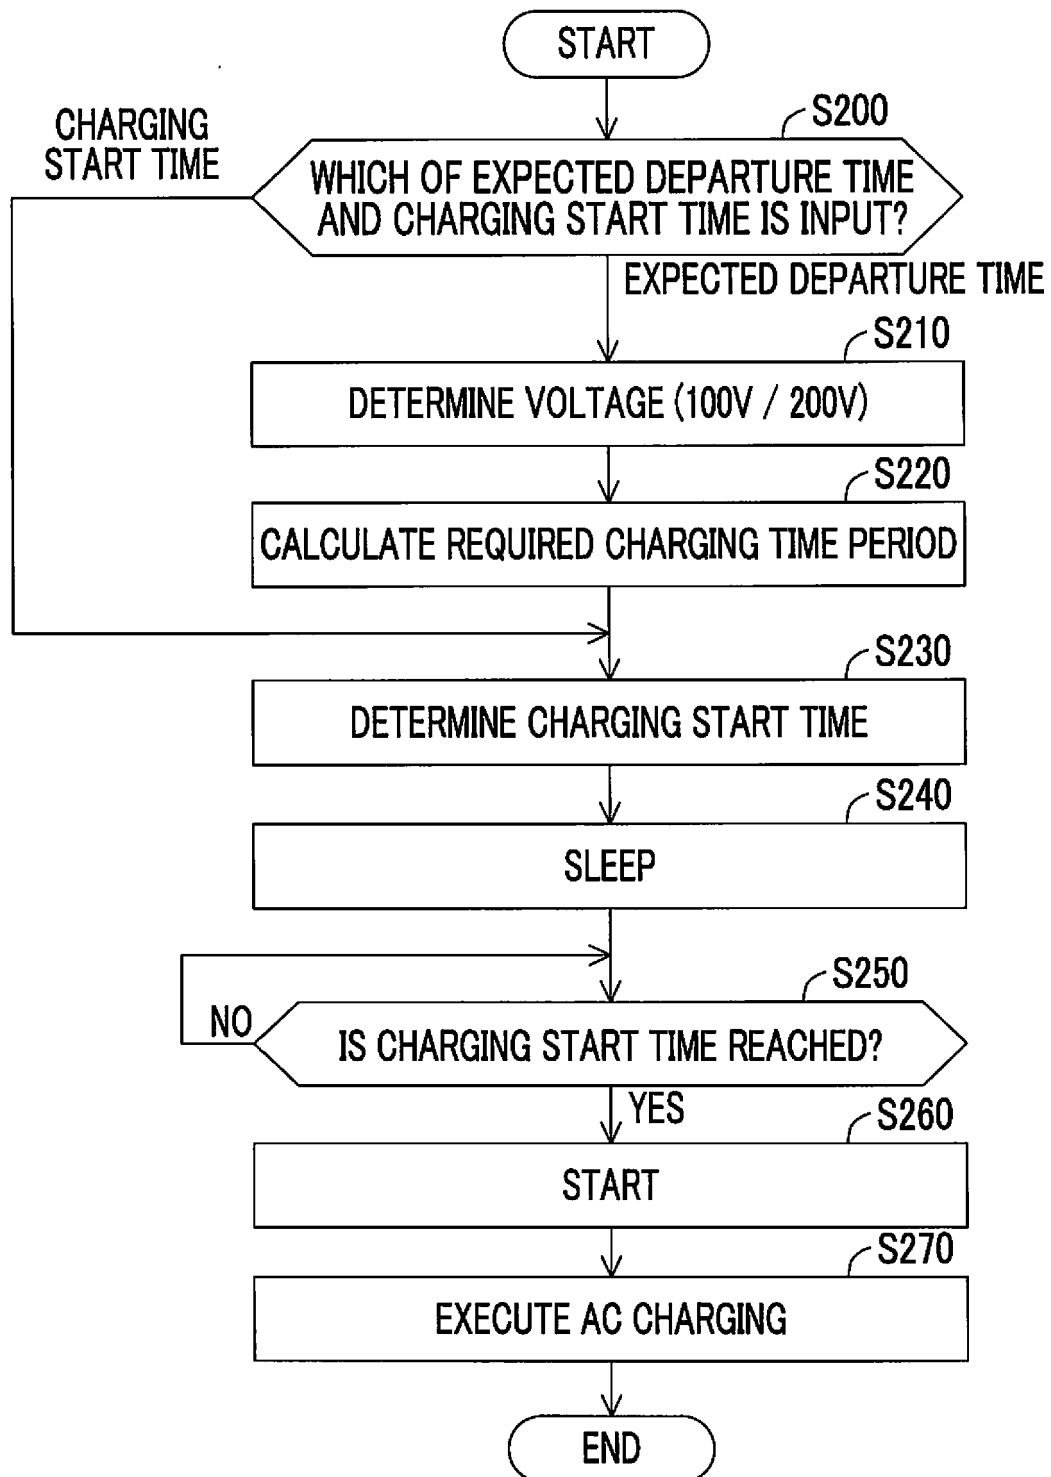 START
S200
CHARGING
START TIME
WHICH OF EXPECTED DEPARTURE TIME
AND CHARGING START TIME IS INPUT?
EXPECTED DEPARTURE TIME
S210
DETERMINE VOLTAGE (100V / 200V)
S220
CALCULATE REQUIRED CHARGING TIME PERIOD
S230
DETERMINE CHARGING START TIME
S240
SLEEP
S250
NO
IS CHARGING START TIME REACHED?
YES
S260
START
S270
EXECUTE AC CHARGING
END